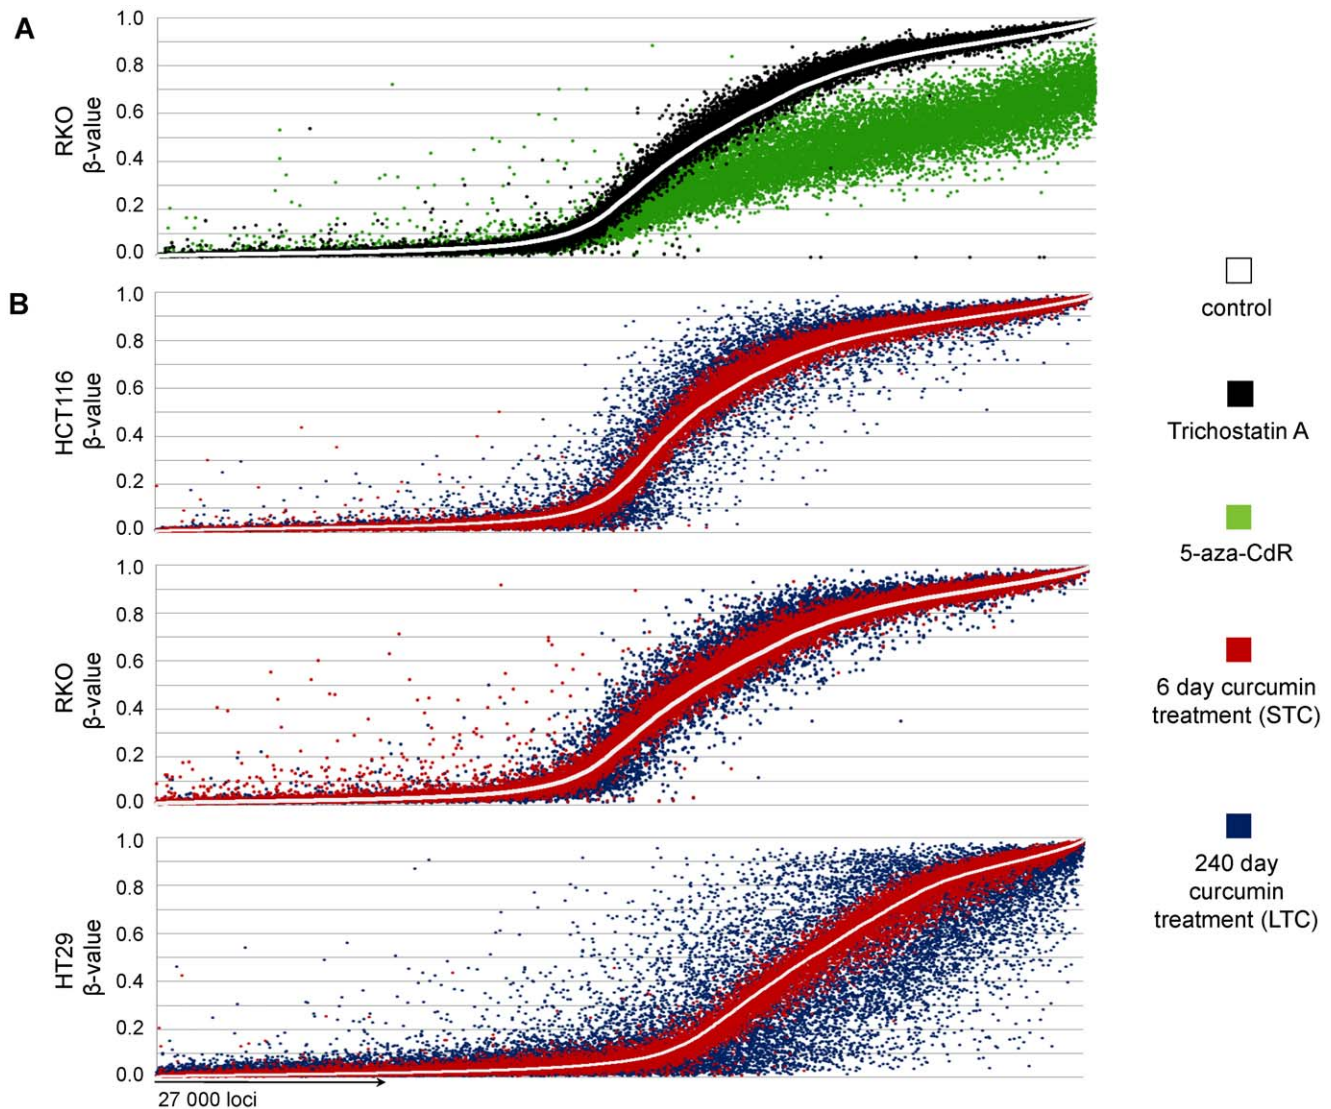 A
1.0
0.8
0.6
0.4
0.2
0.0
RKO
β-value
B
1.0
0.8
0.6
0.4
0.2
0.0
HCT116
β-value
1.0
0.8
0.6
0.4
0.2
0.0
RKO
β-value
1.0
0.8
0.6
0.4
0.2
0.0
HT29
β-value
27 000 loci
control
Trichostatin A
5-aza-CdR
6 day curcumin
treatment (STC)
240 day
curcumin
treatment (LTC)